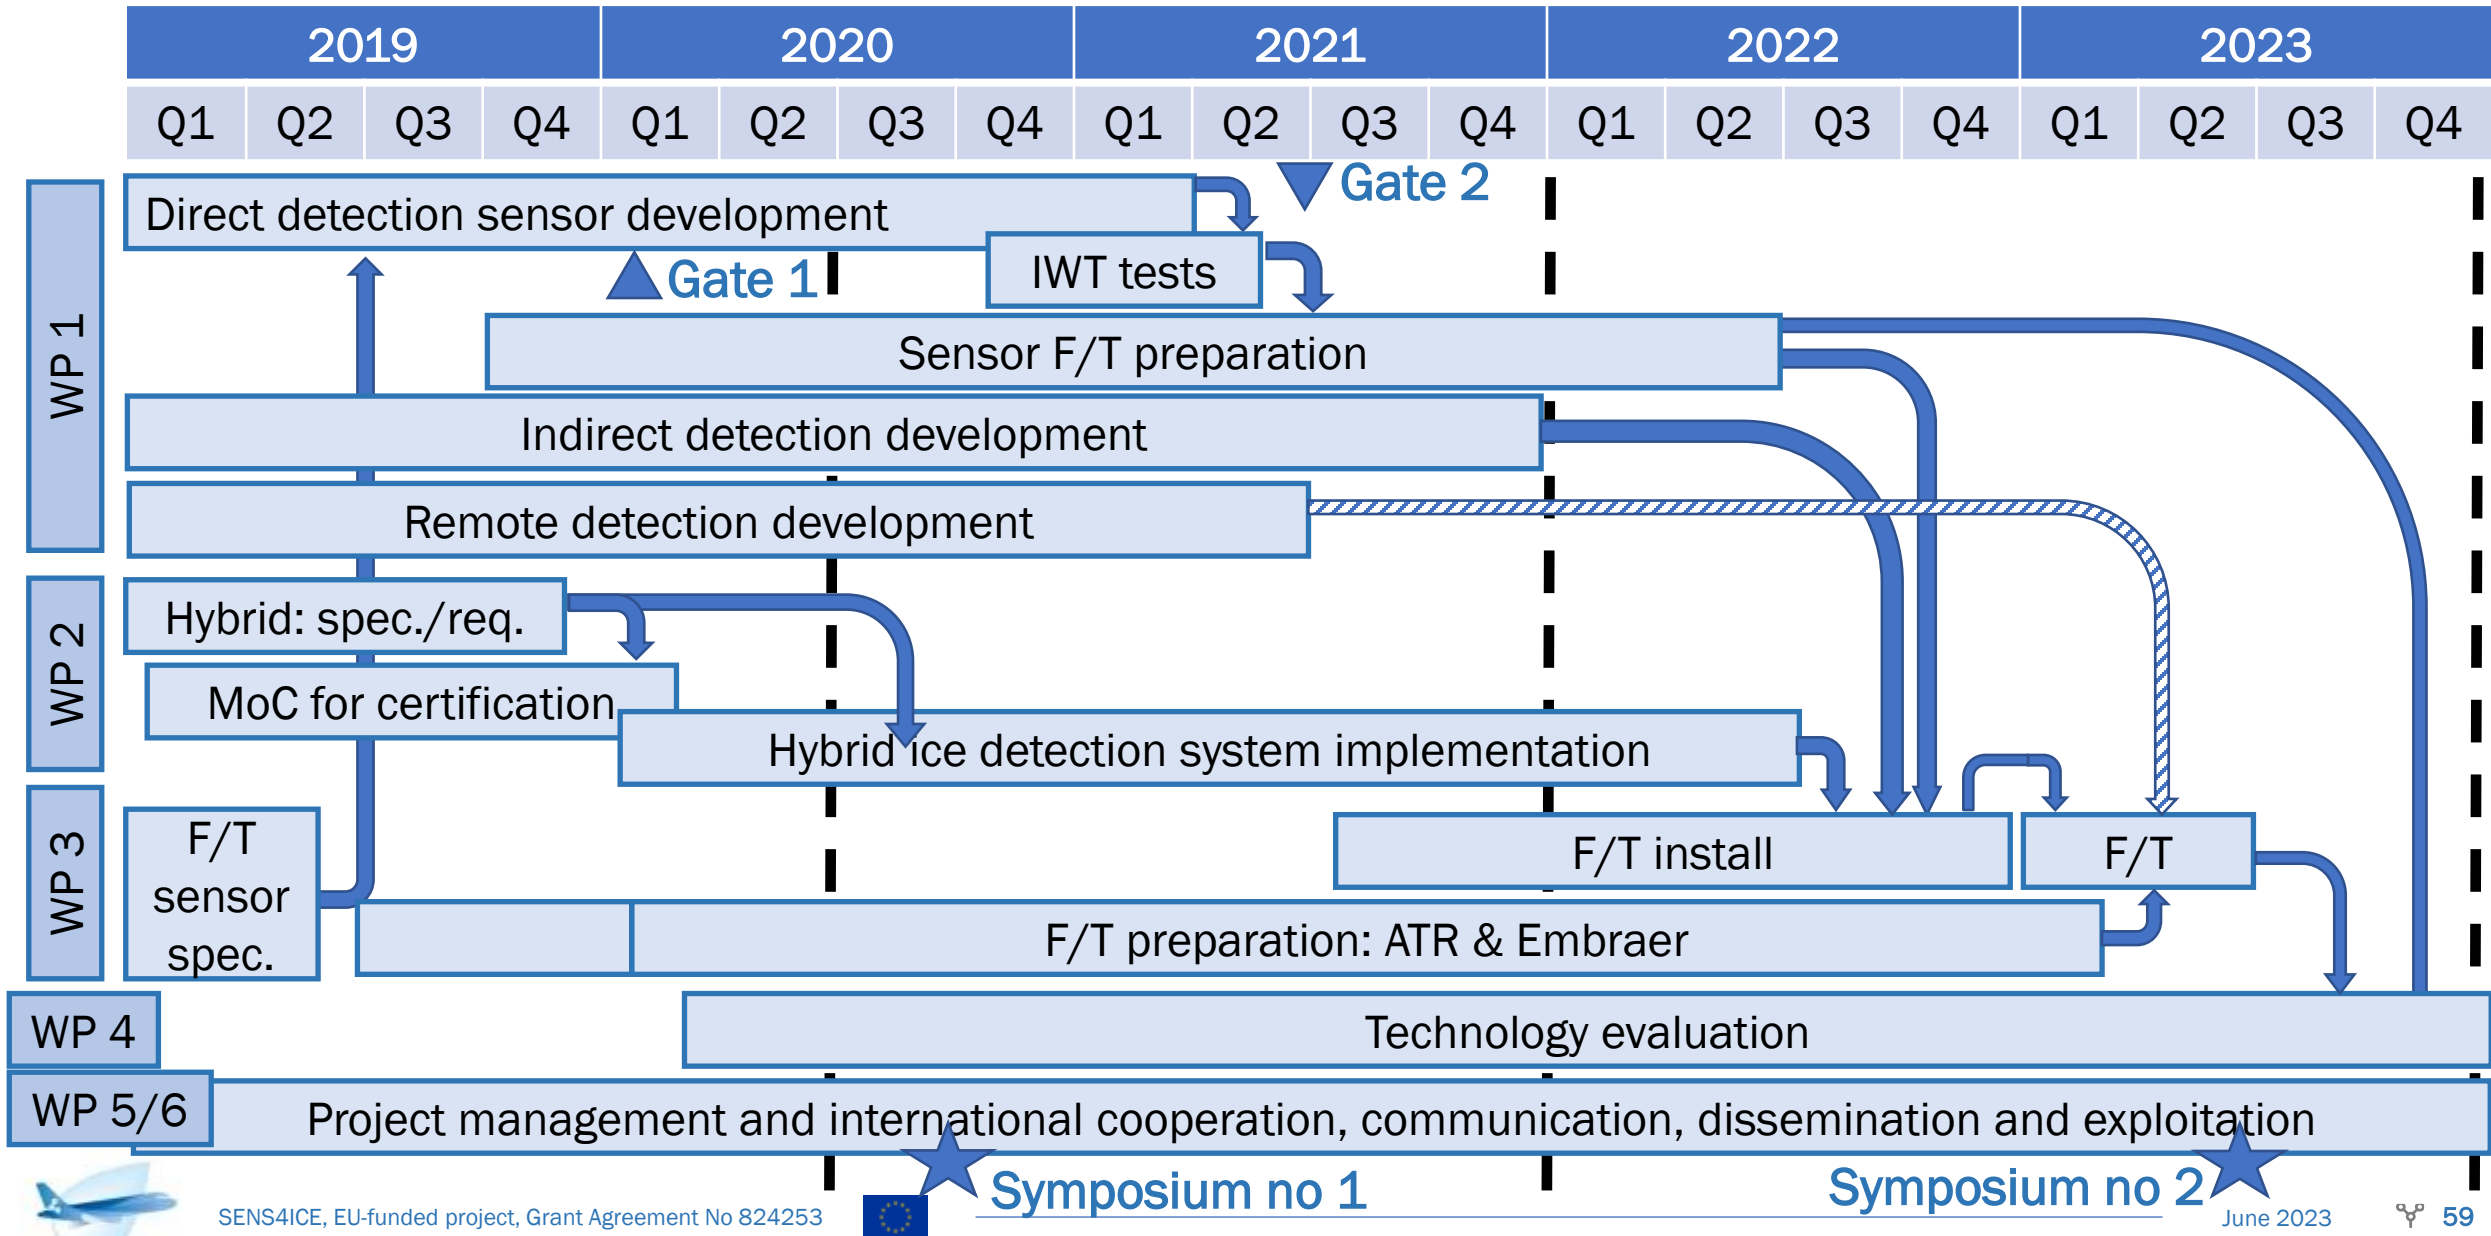 2019 2020 2021 2022 2023
Q1 Q2 Q3 Q4 Q1 Q2 Q3 Q4 Q1 Q2 Q3 Q4 Q1 Q2 Q3 Q4 Q1 Q2 Q3 Q4
WP 1
Direct detection sensor development
Gate 2
Gate 1
IWT tests
Sensor F/T preparation
Indirect detection development
Remote detection development
WP 2
Hybrid: spec./req.
MoC for certification
Hybrid ice detection system implementation
WP 3
F/T
sensor
spec.
F/T install
F/T
F/T preparation: ATR & Embraer
WP 4
Technology evaluation
WP 5/6
Project management and international cooperation, communication, dissemination and exploitation
Symposium no 1
Symposium no 2
SENS4ICE, EU-funded project, Grant Agreement No 824253
June 2023
59